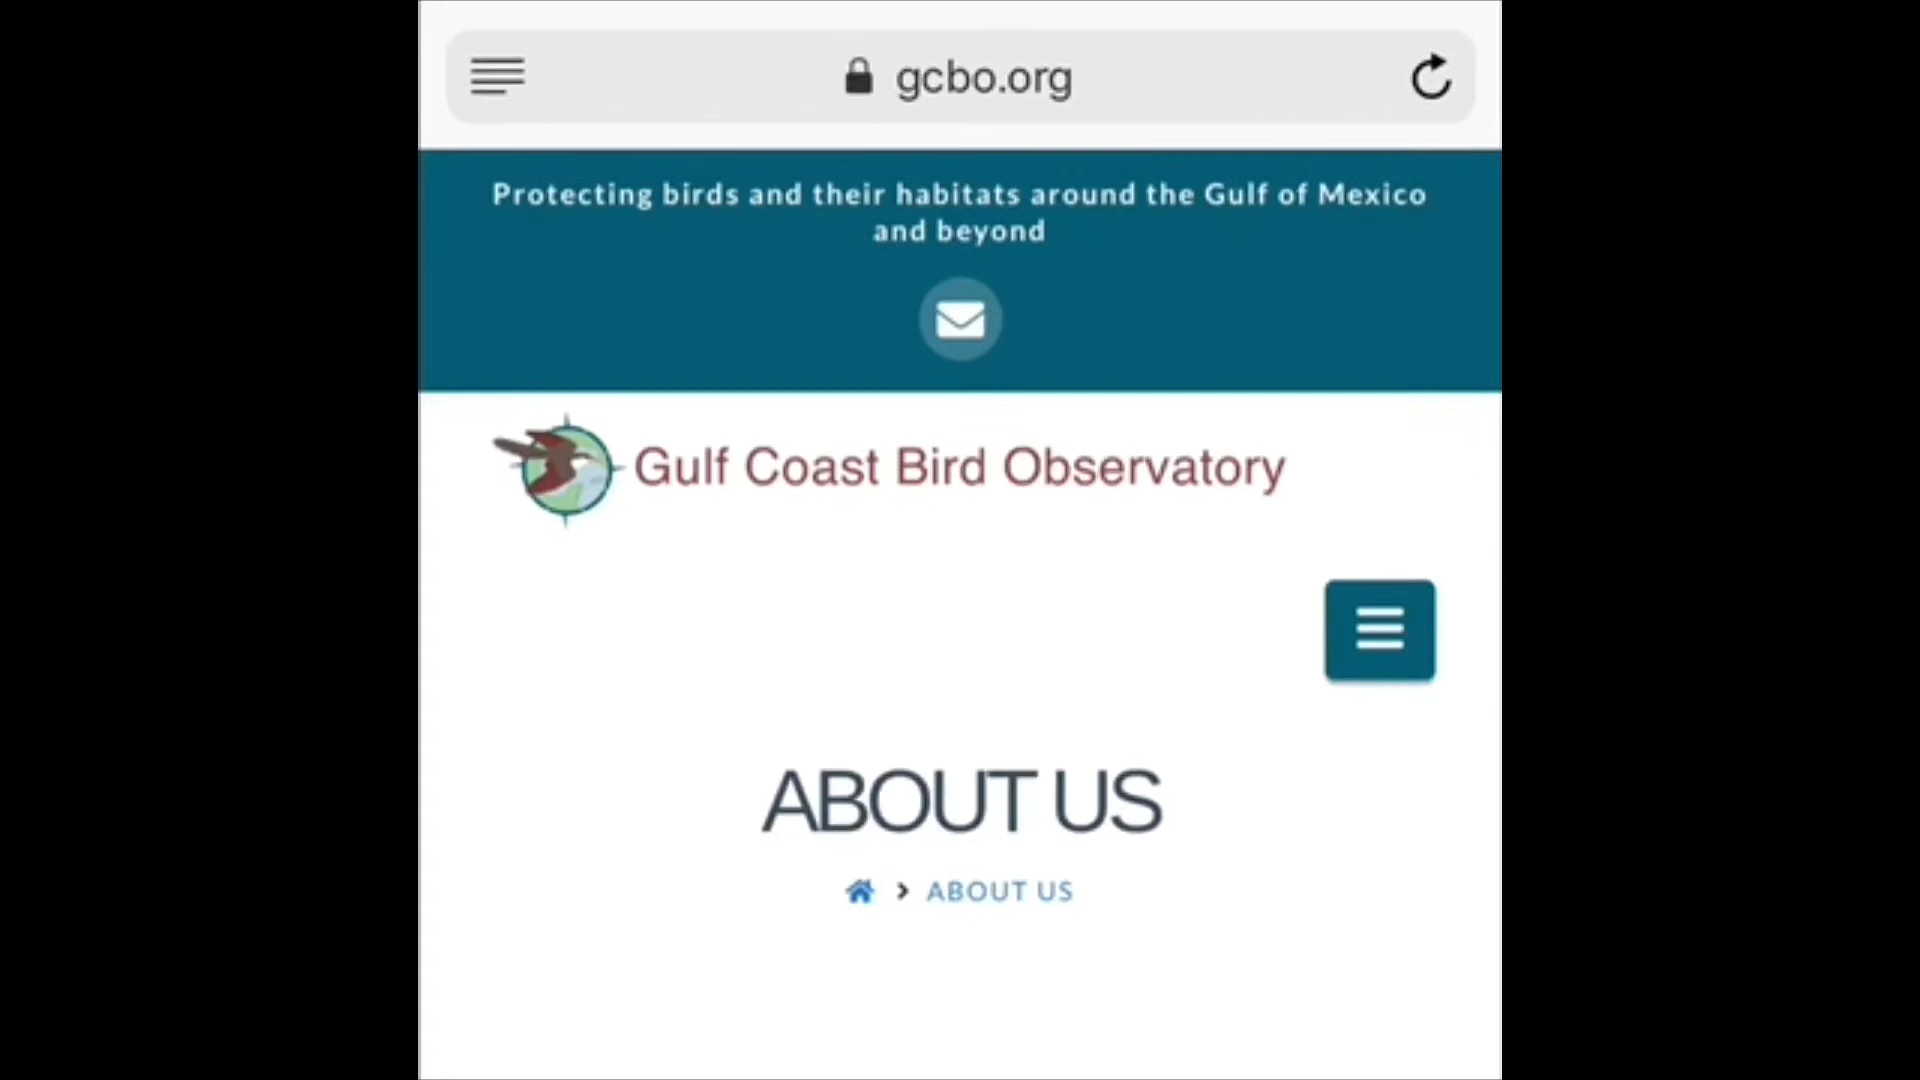 gcbo.org
Protecting birds and their habitats around the Gulf of Mexico
and beyond
Gulf Coast Bird Observatory
ABOUT US
ABOUT US